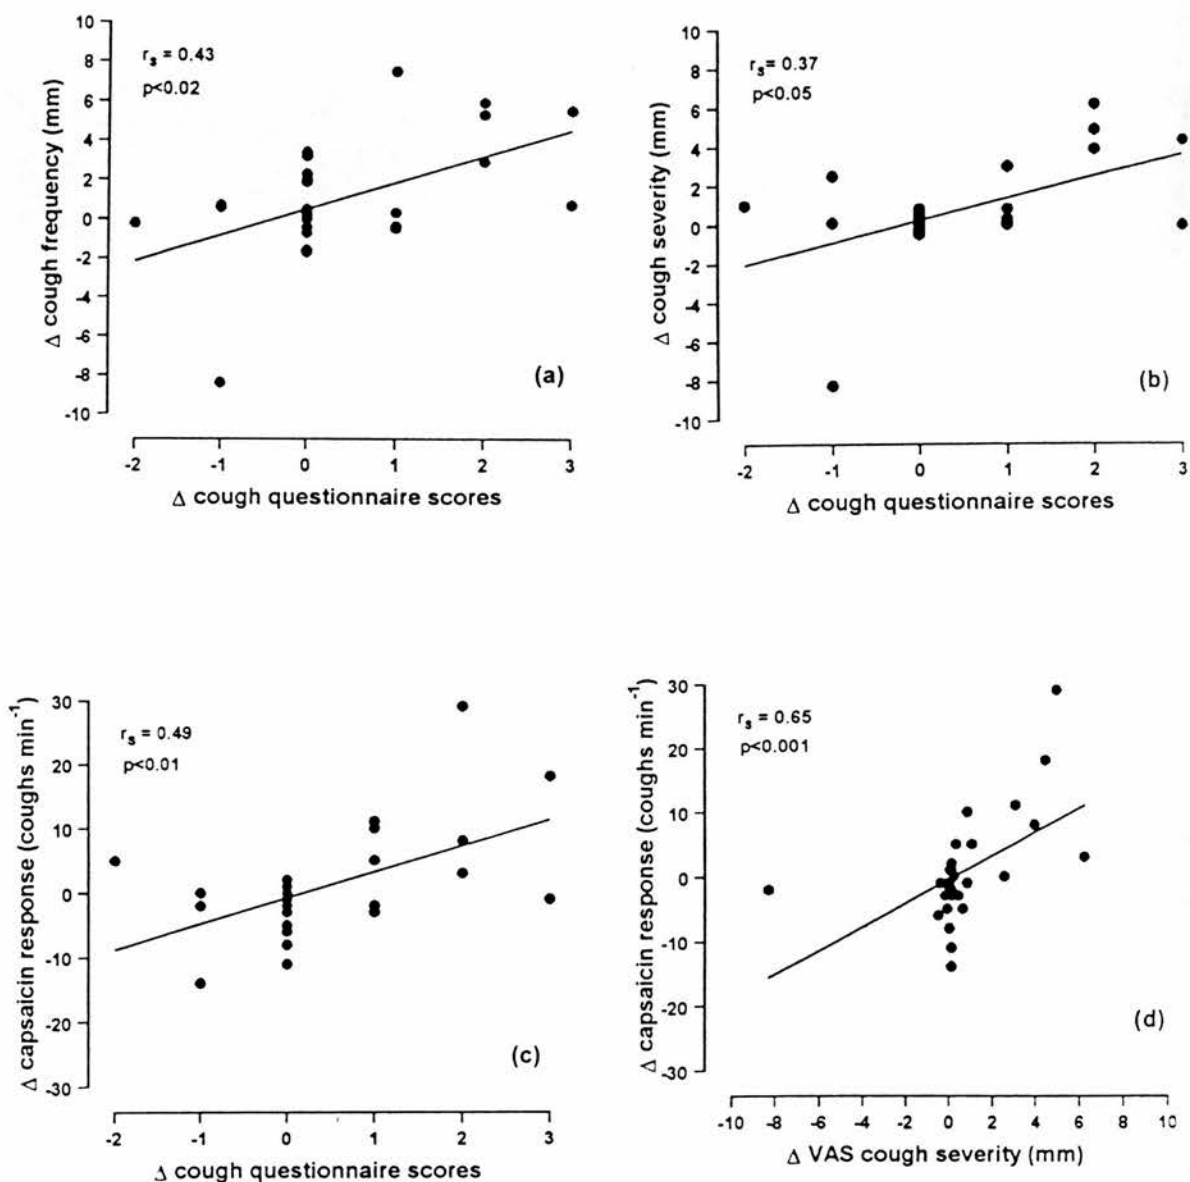 r_s = 0.43
p<0.02
Δ cough frequency (mm)
10
8
6
4
2
0
-2
-4
-6
-8
-10
(a)
-2 -1 0 1 2 3
Δ cough questionnaire scores
r_s = 0.37
p<0.05
Δ cough severity (mm)
10
8
6
4
2
0
-2
-4
-6
-8
-10
(b)
-2 -1 0 1 2 3
Δ cough questionnaire scores
r_s = 0.49
p<0.01
Δ capsaicin response (coughs min⁻¹)
30
20
10
0
-10
-20
-30
(c)
-2 -1 0 1 2 3
Δ cough questionnaire scores
r_s = 0.65
p<0.001
Δ capsaicin response (coughs min⁻¹)
30
20
10
0
-10
-20
-30
(d)
-10 -8 -6 -4 -2 0 2 4 6 8 10
Δ VAS cough severity (mm)